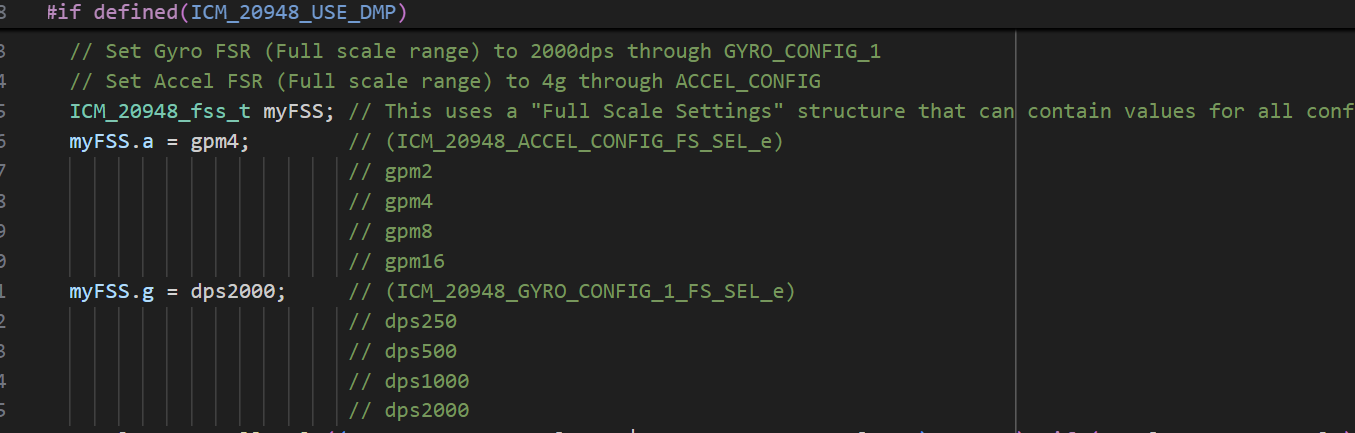 8 #if defined(ICM_20948_USE_DMP)
3 // Set Gyro FSR (Full scale range) to 2000dps through GYRO_CONFIG_1
4 // Set Accel FSR (Full scale range) to 4g through ACCEL_CONFIG
5 ICM_20948_fss_t myFSS; // This uses a "Full Scale Settings" structure that can contain values for all conf
6 myFSS.a = gpm4; // (ICM_20948_ACCEL_CONFIG_FS_SEL_e)
7 // gpm2
8 // gpm4
9 // gpm8
0 // gpm16
1 myFSS.g = dps2000; // (ICM_20948_GYRO_CONFIG_1_FS_SEL_e)
2 // dps250
3 // dps500
4 // dps1000
5 // dps2000